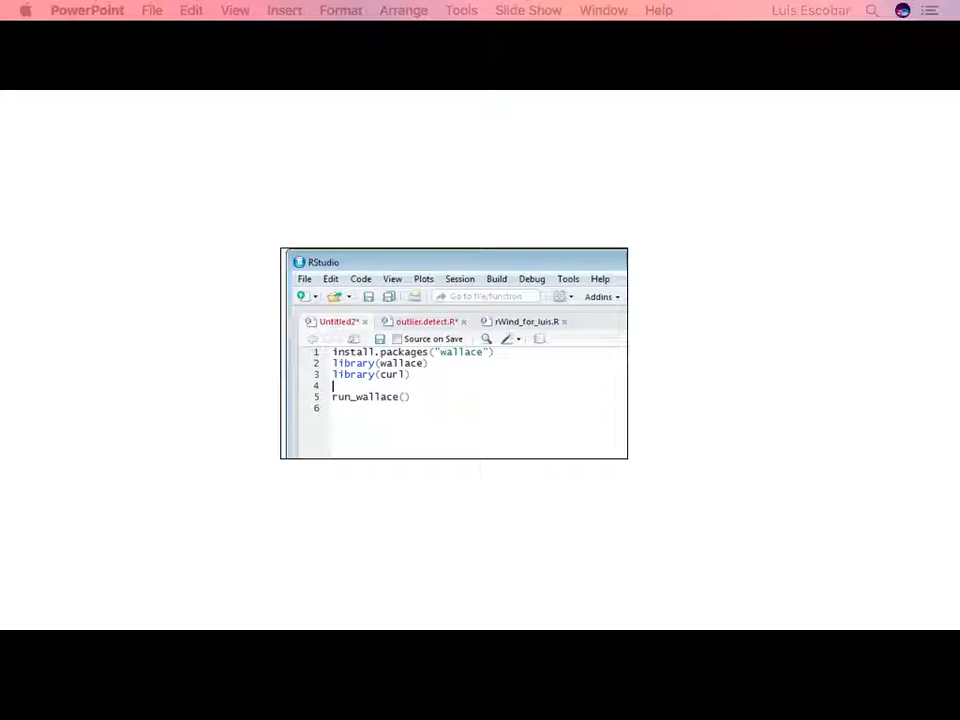 PowerPoint File Edit View Insert Format Arrange Tools Slide Show Window Help Luis Escobar
RStudio
File Edit Code View Plots Session Build Debug Tools Help
Go to file/function Addins
Untitled2* outlier.detect.R* rWind_for_luis.R
Source on Save
1 install.packages("wallace")
2 library(wallace)
3 library(curl)
4
5 run_wallace()
6